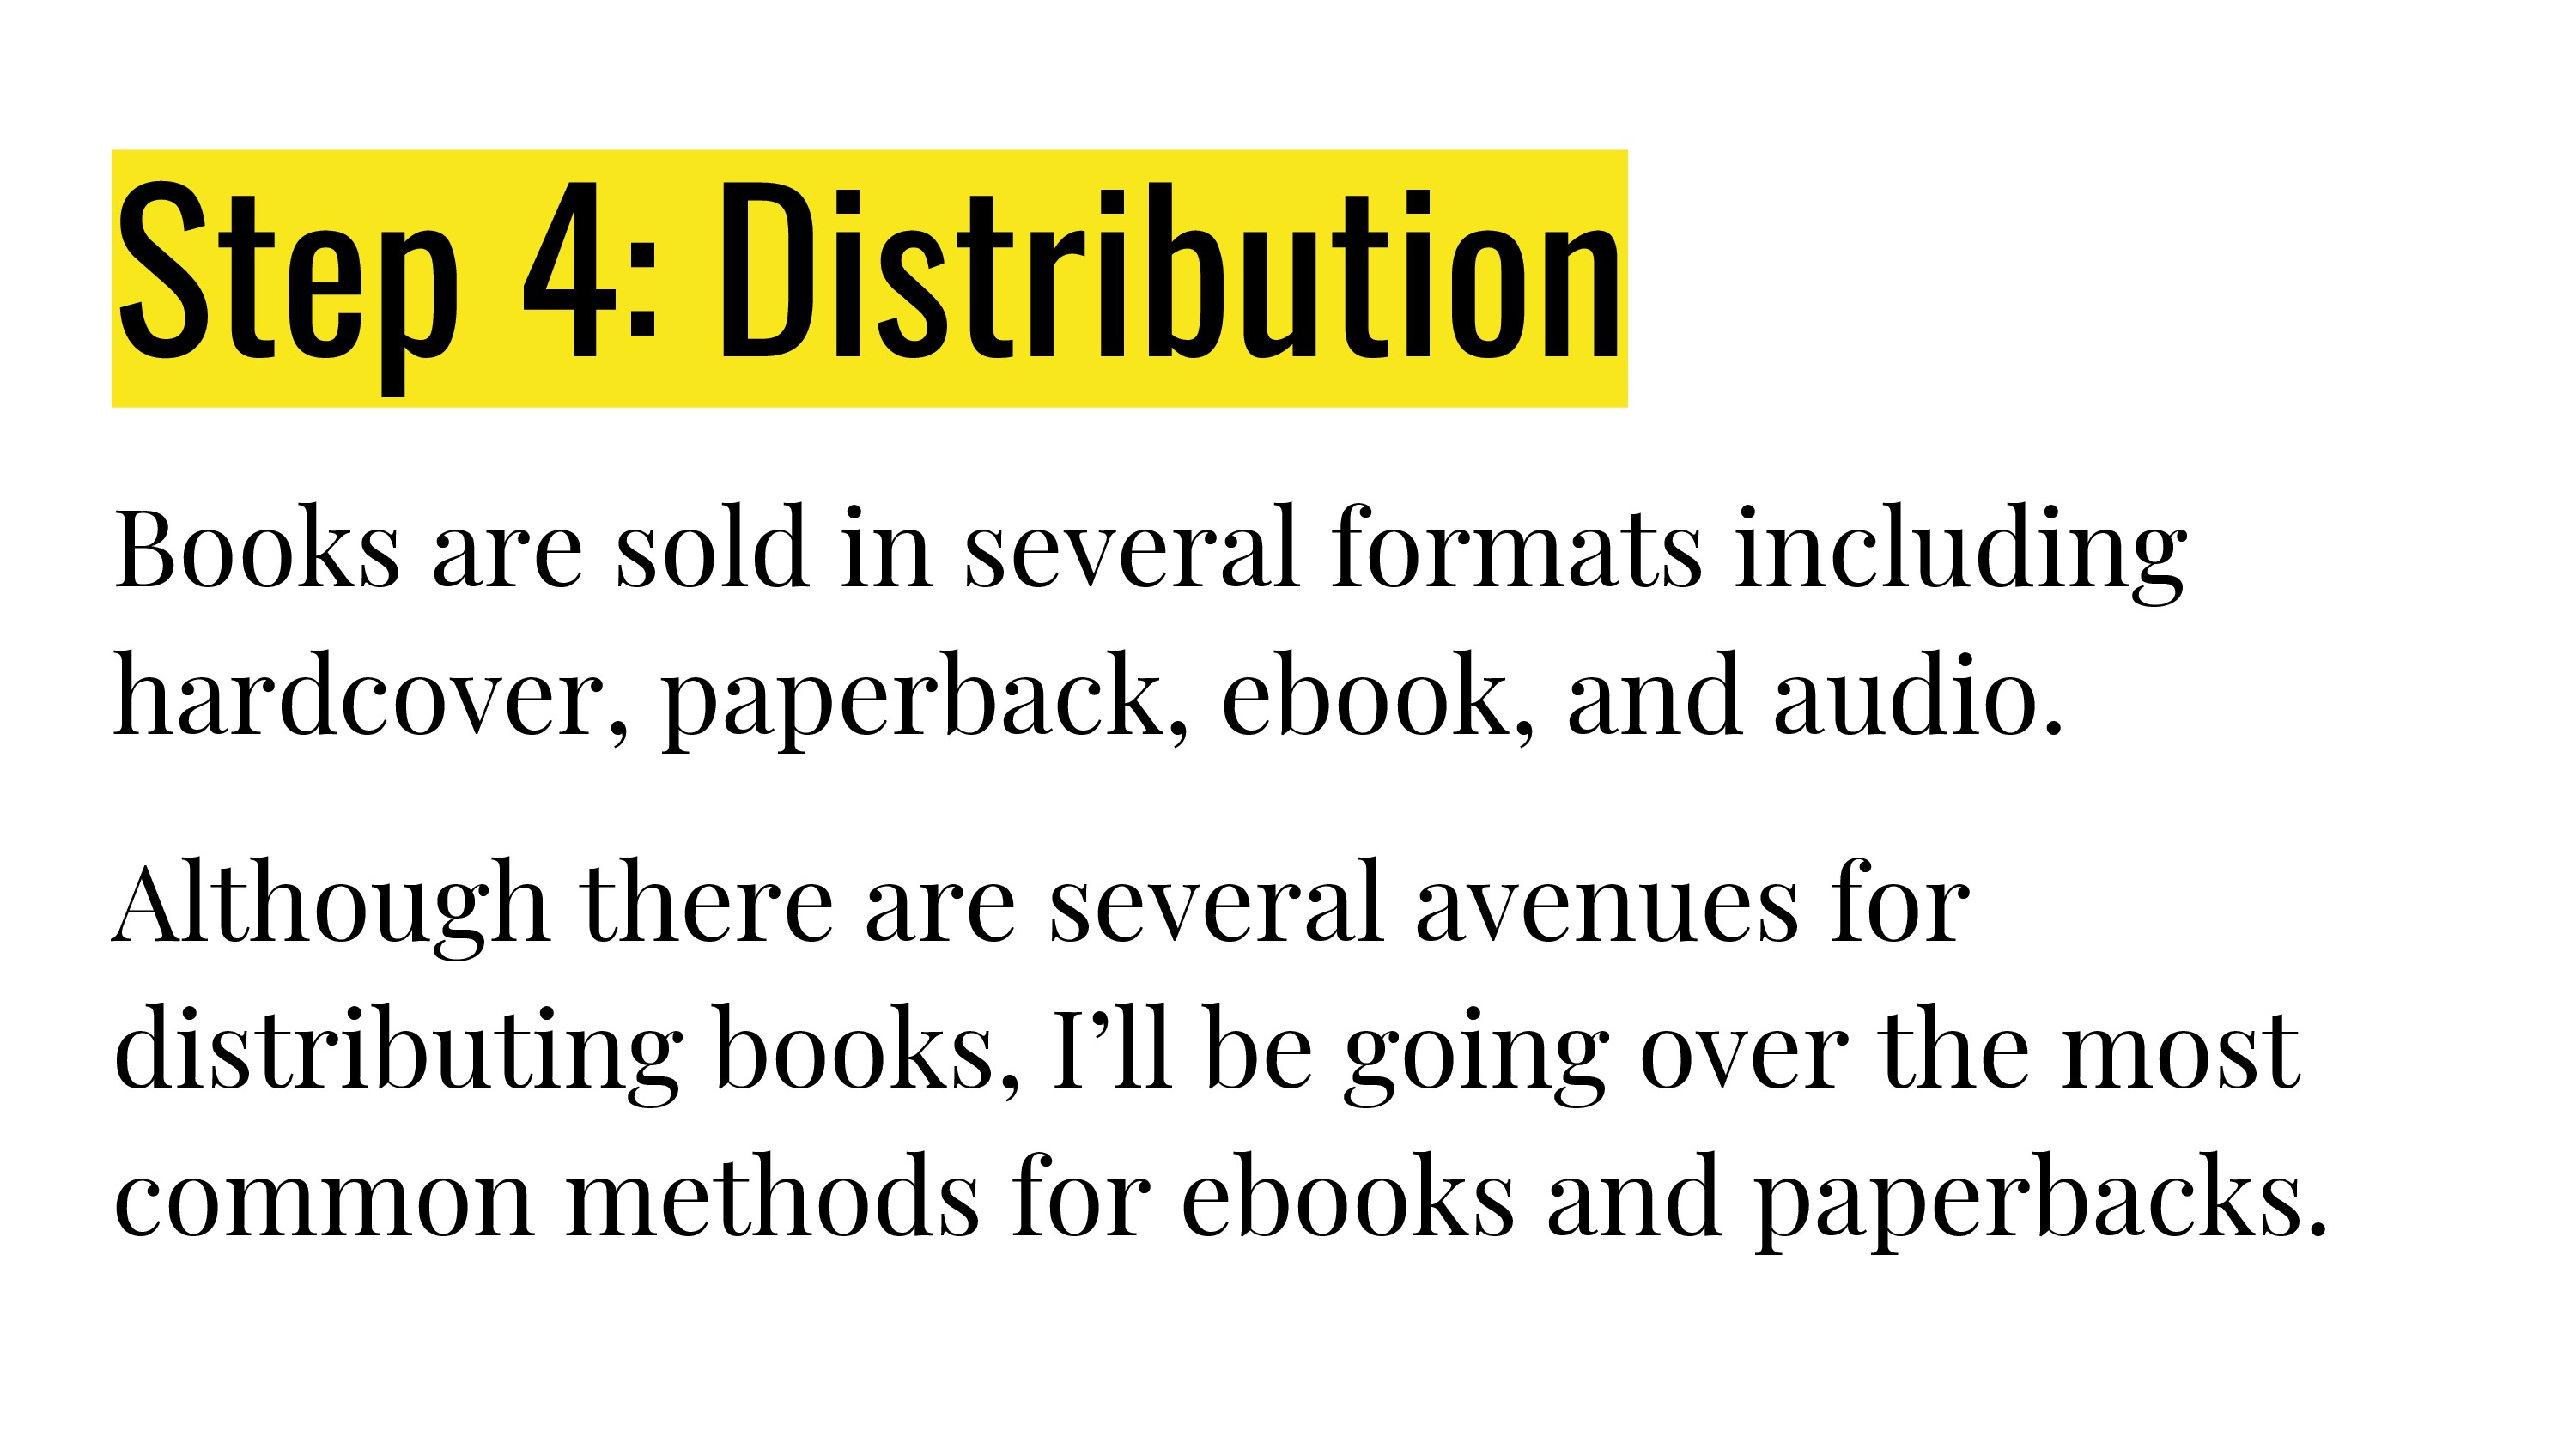 Step 4: Distribution
Books are sold in several formats including
hardcover, paperback, ebook, and audio.
Although there are several avenues for
distributing books, I’ll be going over the most
common methods for ebooks and paperbacks.